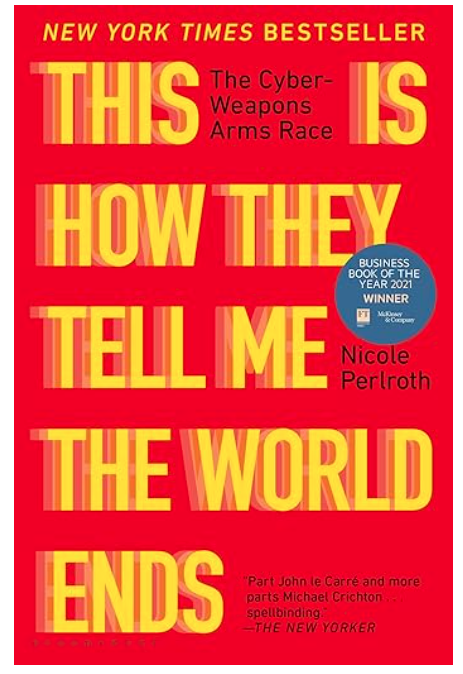 NEW YORK TIMES BESTSELLER
THIS IS
The Cyber-
Weapons
Arms Race
HOW THEY
BUSINESS
BOOK OF THE
YEAR 2021
WINNER
FT
McKinsey
& Company
TELL ME
Nicole
Perlroth
THE WORLD
ENDS
"Part John le Carré and more
parts Michael Crichton . . .
spellbinding."
—THE NEW YORKER
BLOOMSBURY